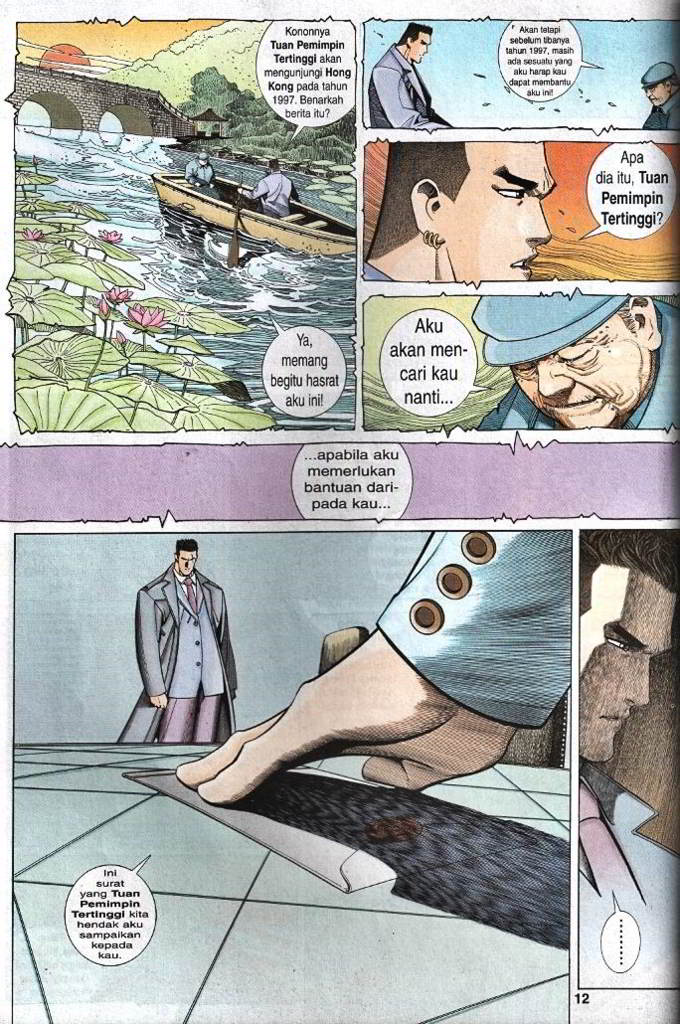 Kononnya
Tuan Pemimpin
Tertinggi akan
mengunjungi Hong
Kong pada tahun
1997. Benarkah
berita itu?
Ya,
memang
begitu hasrat
aku ini!
Akan tetapi
sebelum tibanya
tahun 1997, masih
ada sesuatu yang
aku harap kau
dapat membantu
aku ini!
Apa
dia itu, Tuan
Pemimpin
Tertinggi?
Aku
akan men-
cari kau
nanti...
...apabila aku
memerlukan
bantuan dari-
pada kau...
Ini
surat
yang Tuan
Pemimpin
Tertinggi kita
hendak aku
sampaikan
kepada
kau.
.........
12